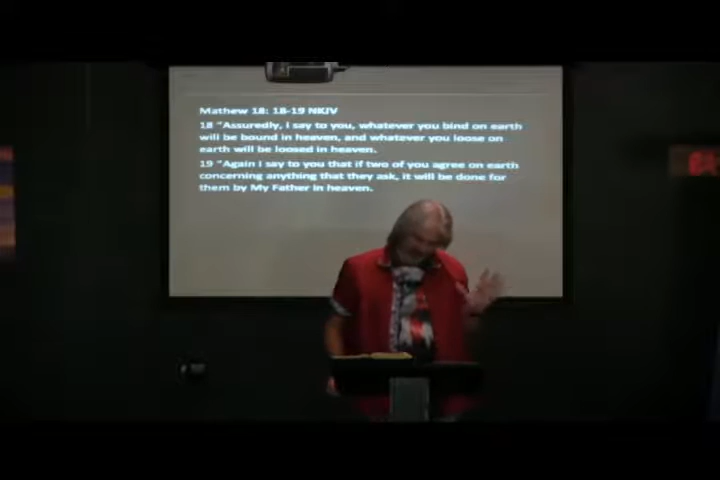 Mathew 18: 18-19 NKJV
18 "Assuredly, I say to you, whatever you bind on earth
will be bound in heaven, and whatever you loose on
earth will be loosed in heaven.
19 "Again I say to you that if two of you agree on earth
concerning anything that they ask, it will be done for
them by My Father in heaven.